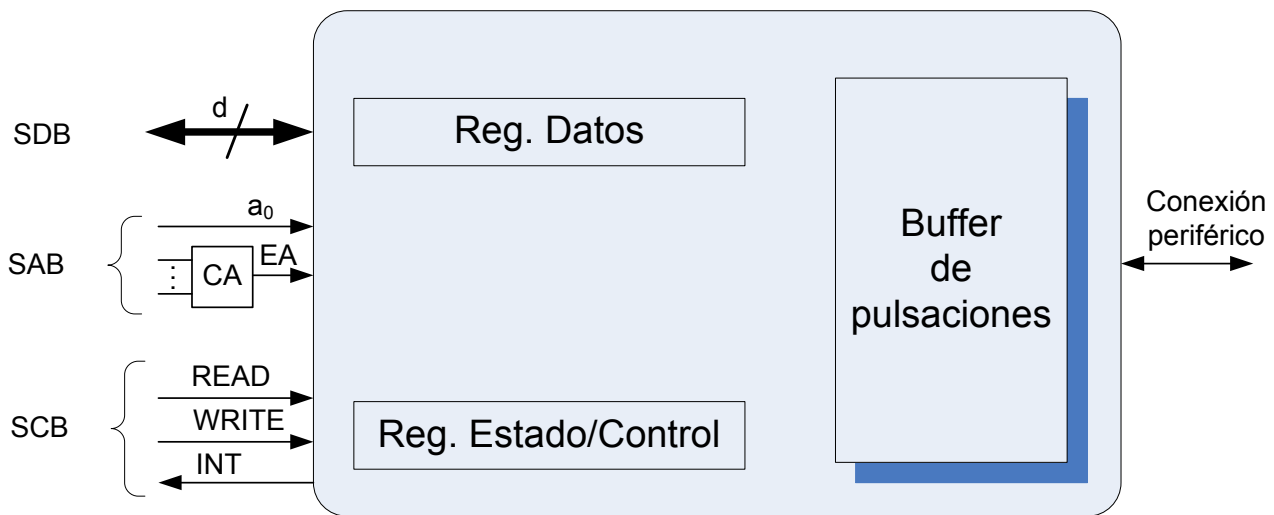 SDB
d
Reg. Datos
SAB
a₀
CA
EA
Buffer
de
pulsaciones
Conexión
periférico
SCB
READ
WRITE
INT
Reg. Estado/Control